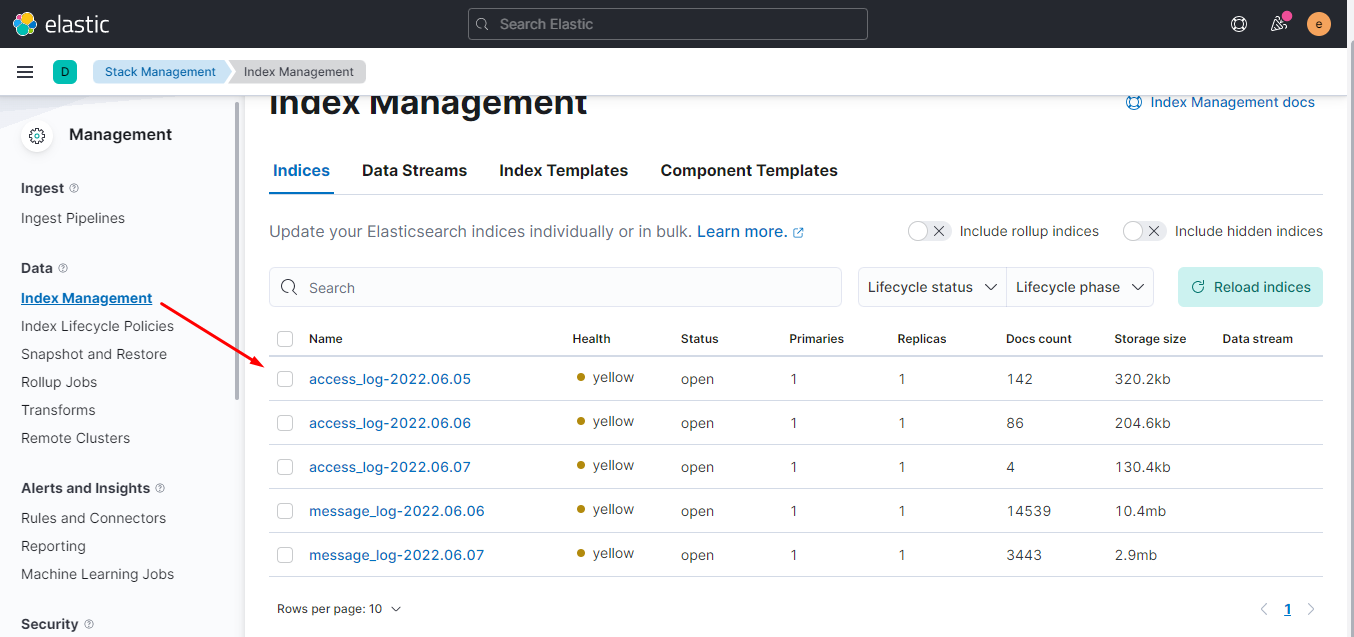 elastic
Search Elastic
e
D
Stack Management
Index Management
Index Management
Index Management docs
Management
Ingest
Ingest Pipelines
Data
Index Management
Index Lifecycle Policies
Snapshot and Restore
Rollup Jobs
Transforms
Remote Clusters
Alerts and Insights
Rules and Connectors
Reporting
Machine Learning Jobs
Security
Indices Data Streams Index Templates Component Templates
Update your Elasticsearch indices individually or in bulk. Learn more.
Include rollup indices
Include hidden indices
Search
Lifecycle status
Lifecycle phase
Reload indices
Name Health Status Primaries Replicas Docs count Storage size Data stream
access_log-2022.06.05 yellow open 1 1 142 320.2kb
access_log-2022.06.06 yellow open 1 1 86 204.6kb
access_log-2022.06.07 yellow open 1 1 4 130.4kb
message_log-2022.06.06 yellow open 1 1 14539 10.4mb
message_log-2022.06.07 yellow open 1 1 3443 2.9mb
Rows per page: 10
1